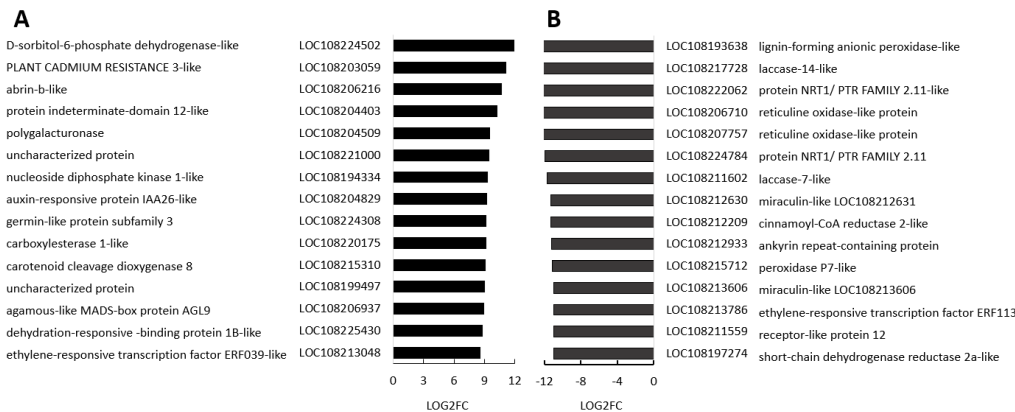 A
D-sorbitol-6-phosphate dehydrogenase-like LOC108224502
PLANT CADMIUM RESISTANCE 3-like LOC108203059
abrin-b-like LOC108206216
protein indeterminate-domain 12-like LOC108204403
polygalacturonase LOC108204509
uncharacterized protein LOC108221000
nucleoside diphosphate kinase 1-like LOC108194334
auxin-responsive protein IAA26-like LOC108204829
germin-like protein subfamily 3 LOC108224308
carboxylesterase 1-like LOC108220175
carotenoid cleavage dioxygenase 8 LOC108215310
uncharacterized protein LOC108199497
agamous-like MADS-box protein AGL9 LOC108206937
dehydration-responsive -binding protein 1B-like LOC108225430
ethylene-responsive transcription factor ERF039-like LOC108213048
0 3 6 9 12
LOG2FC
B
LOC108193638 lignin-forming anionic peroxidase-like
LOC108217728 laccase-14-like
LOC108222062 protein NRT1/ PTR FAMILY 2.11-like
LOC108206710 reticuline oxidase-like protein
LOC108207757 reticuline oxidase-like protein
LOC108224784 protein NRT1/ PTR FAMILY 2.11
LOC108211602 laccase-7-like
LOC108212630 miraculin-like LOC108212631
LOC108212209 cinnamoyl-CoA reductase 2-like
LOC108212933 ankyrin repeat-containing protein
LOC108215712 peroxidase P7-like
LOC108213606 miraculin-like LOC108213606
LOC108213786 ethylene-responsive transcription factor ERF113
LOC108211559 receptor-like protein 12
LOC108197274 short-chain dehydrogenase reductase 2a-like
-12 -8 -4 0
LOG2FC